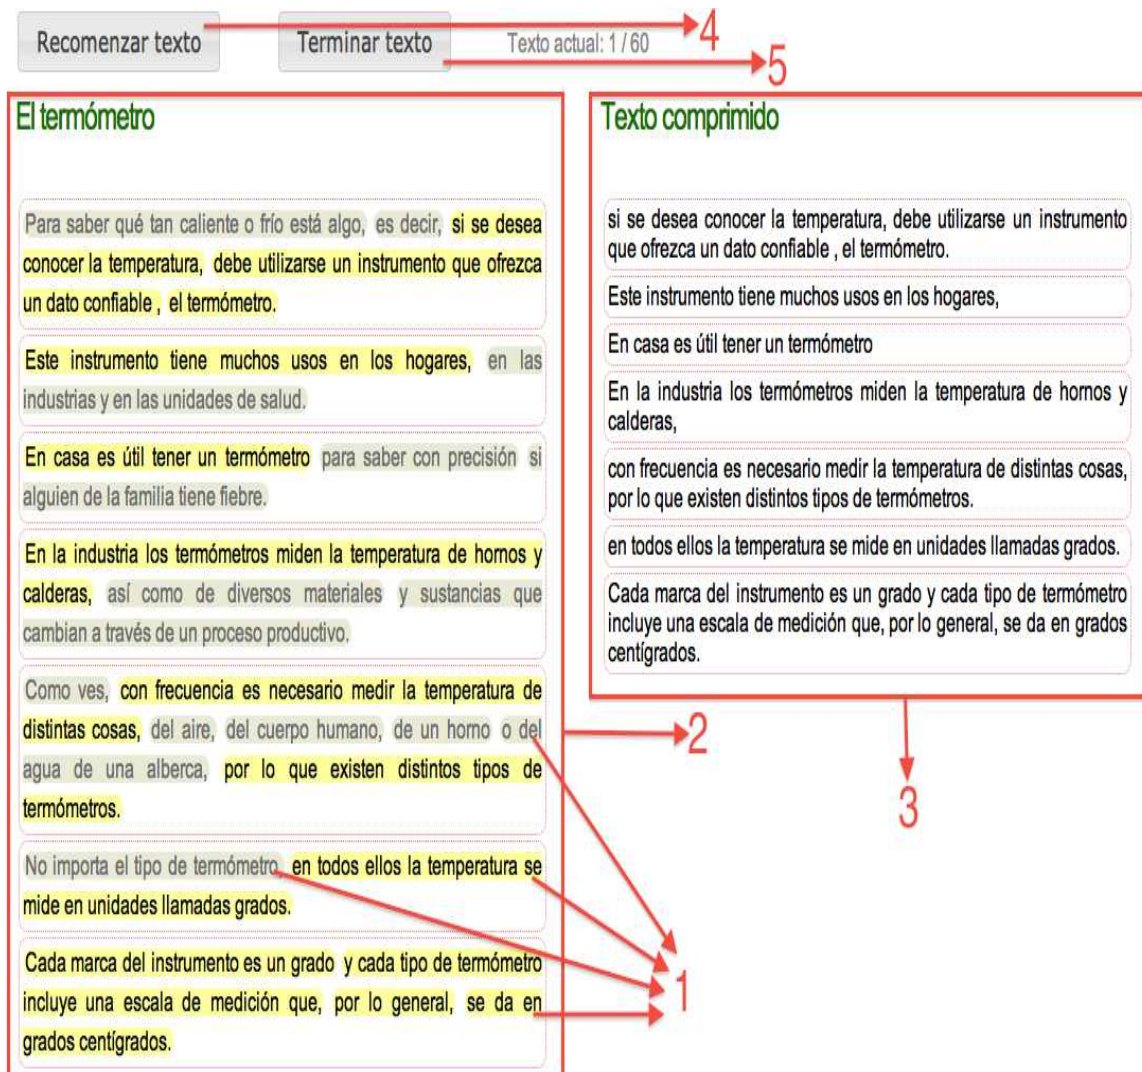 Recomenzar texto
Terminar texto
Texto actual: 1 / 60
4
5
El termómetro
Para saber qué tan caliente o frío está algo, es decir, si se desea
conocer la temperatura, debe utilizarse un instrumento que ofrezca
un dato confiable , el termómetro.
Este instrumento tiene muchos usos en los hogares, en las
industrias y en las unidades de salud.
En casa es útil tener un termómetro para saber con precisión si
alguien de la familia tiene fiebre.
En la industria los termómetros miden la temperatura de hornos y
calderas, así como de diversos materiales y sustancias que
cambian a través de un proceso productivo.
Como ves, con frecuencia es necesario medir la temperatura de
distintas cosas, del aire, del cuerpo humano, de un horno o del
agua de una alberca, por lo que existen distintos tipos de
termómetros.
No importa el tipo de termómetro, en todos ellos la temperatura se
mide en unidades llamadas grados.
Cada marca del instrumento es un grado y cada tipo de termómetro
incluye una escala de medición que, por lo general, se da en
grados centígrados.
Texto comprimido
si se desea conocer la temperatura, debe utilizarse un instrumento
que ofrezca un dato confiable , el termómetro.
Este instrumento tiene muchos usos en los hogares,
En casa es útil tener un termómetro
En la industria los termómetros miden la temperatura de hornos y
calderas,
con frecuencia es necesario medir la temperatura de distintas cosas,
por lo que existen distintos tipos de termómetros.
en todos ellos la temperatura se mide en unidades llamadas grados.
Cada marca del instrumento es un grado y cada tipo de termómetro
incluye una escala de medición que, por lo general, se da en grados
centígrados.
2
3
1